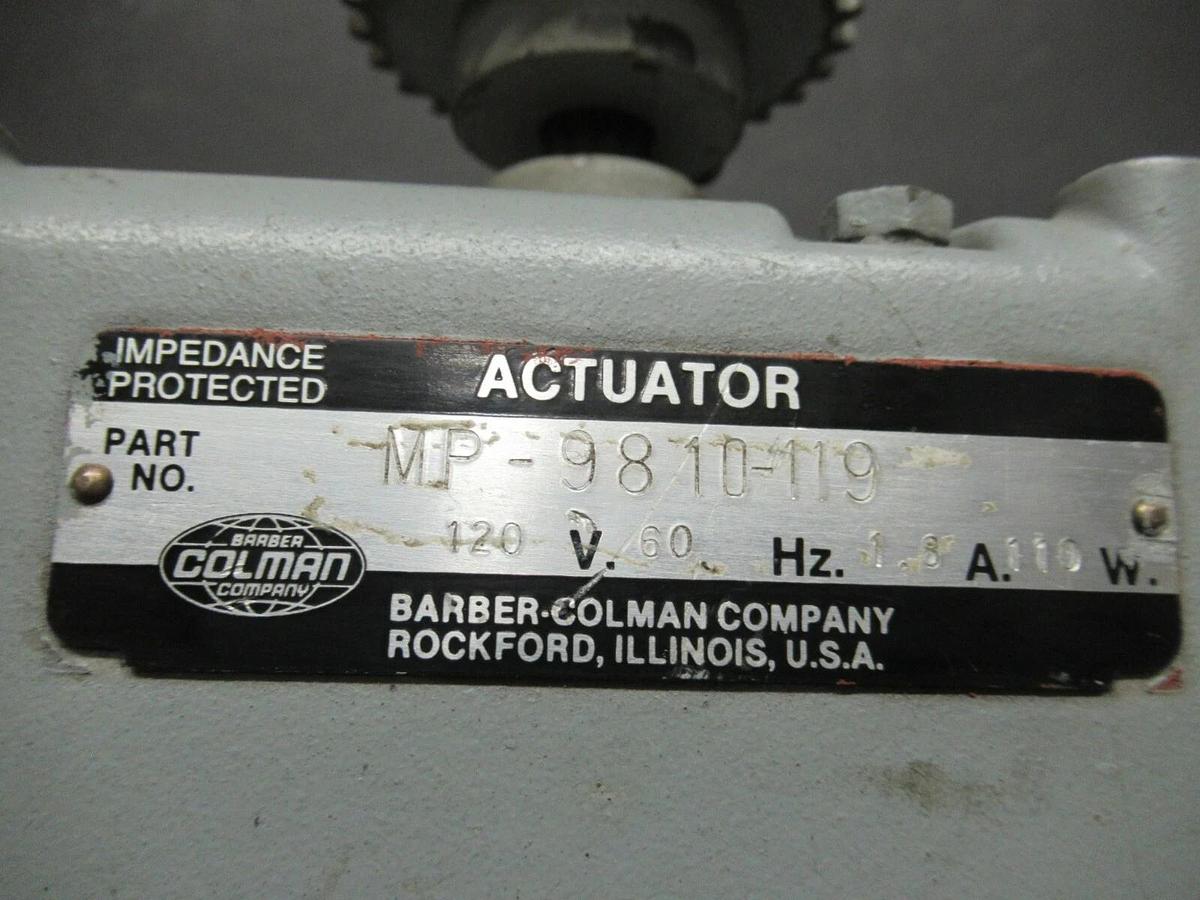 IMPEDANCE
PROTECTED
ACTUATOR
PART
NO.
MP-9810-119
120 V. 60 Hz. 1.8 A. 110 W.
BARBER
COLMAN
COMPANY
BARBER-COLMAN COMPANY
ROCKFORD, ILLINOIS, U.S.A.